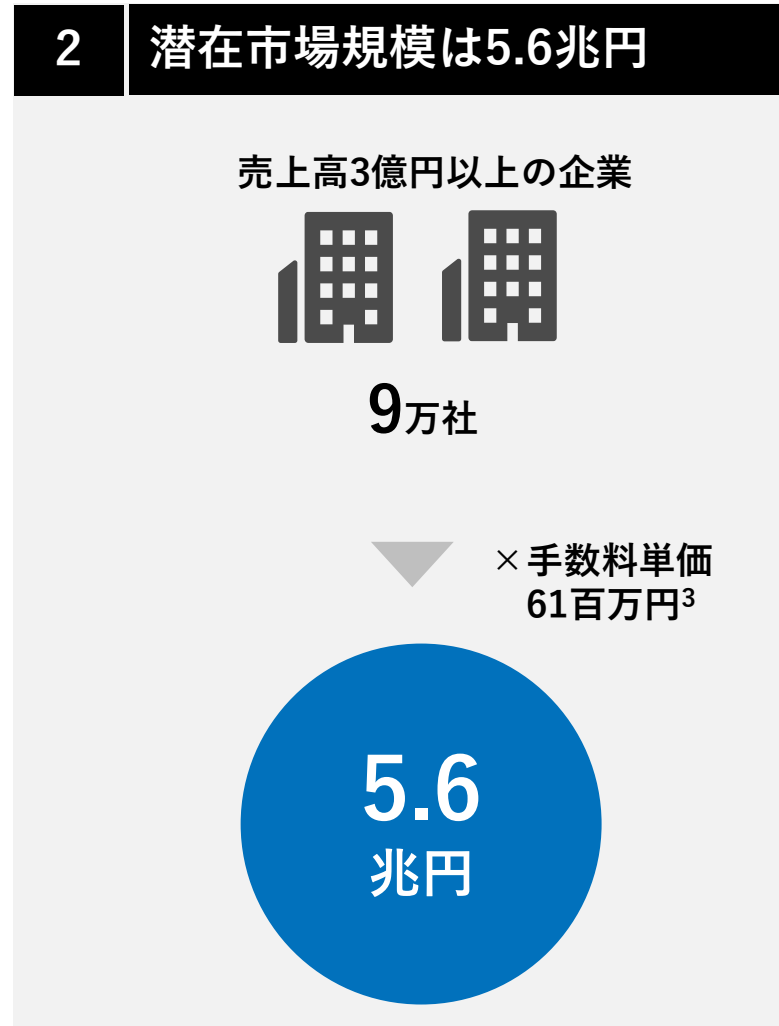 2 潜在市場規模は5.6兆円
売上高3億円以上の企業
9万社
×手数料単価
61百万円3
5.6
兆円